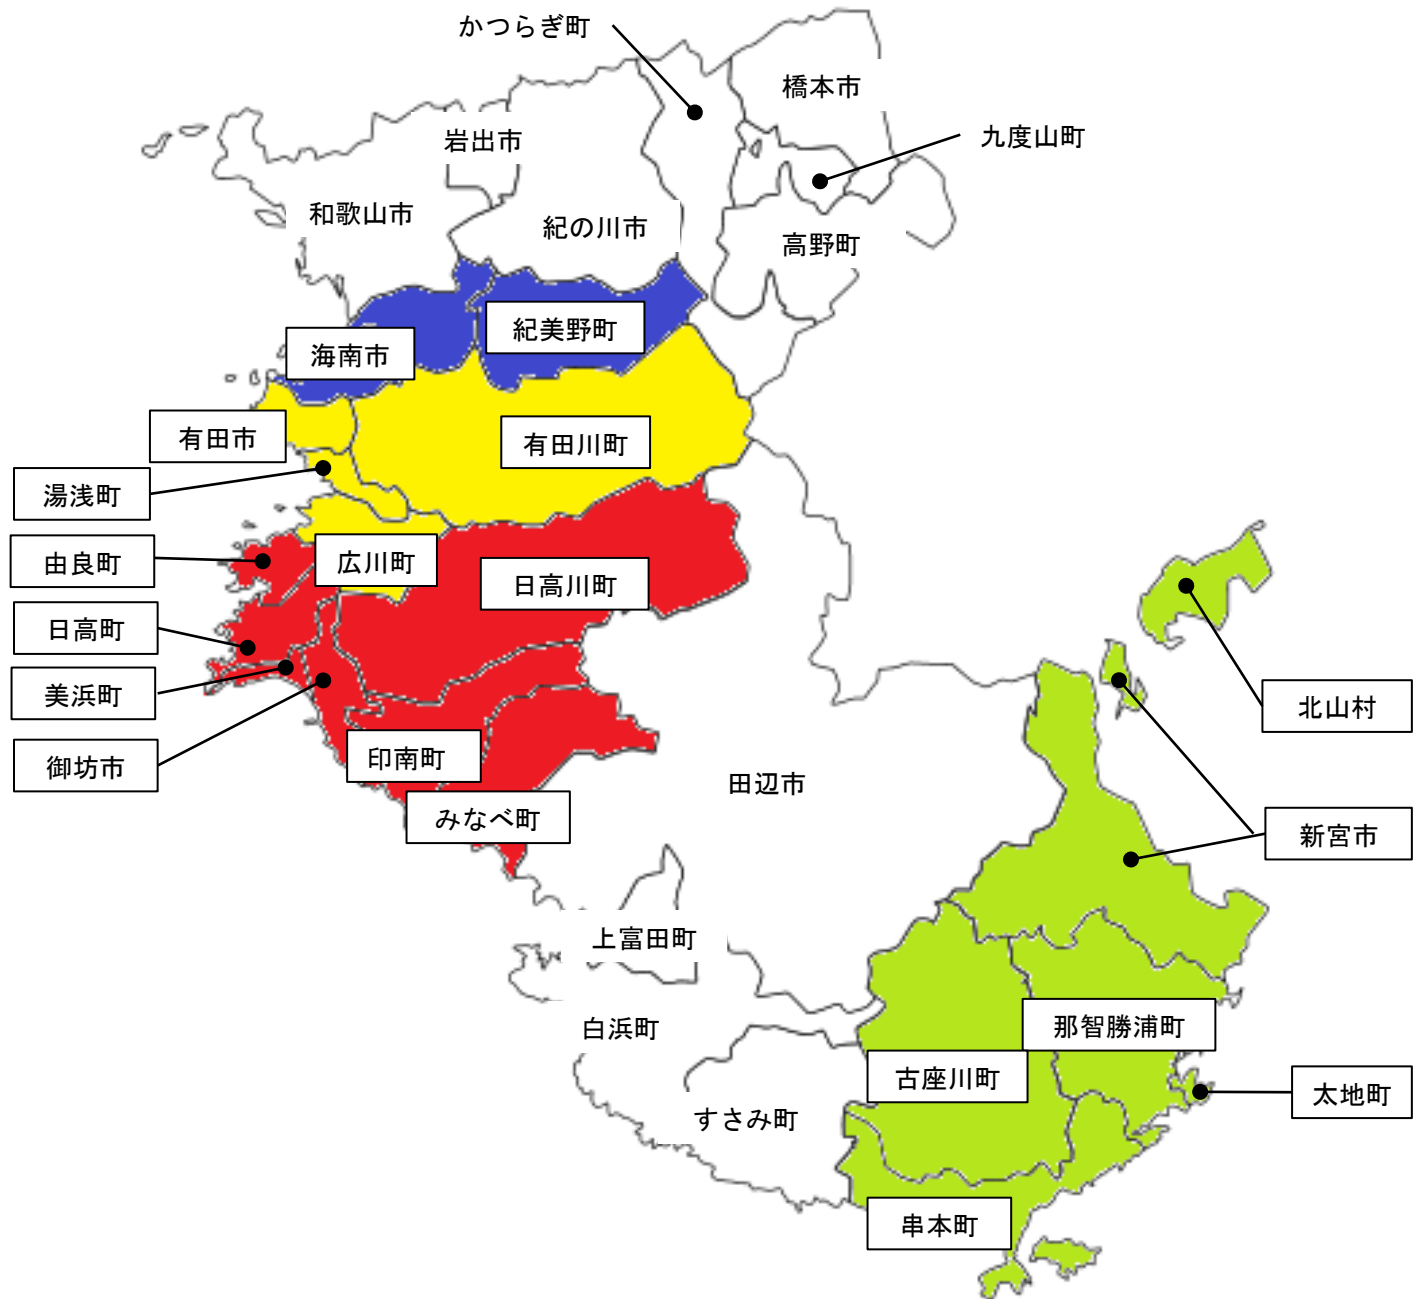 かつらぎ町
橋本市
岩出市
九度山町
和歌山市
紀の川市
高野町
紀美野町
海南市
有田市
有田川町
湯浅町
由良町
広川町
日高川町
日高町
美浜町
北山村
御坊市
印南町
田辺市
みなべ町
新宮市
上富田町
白浜町
那智勝浦町
古座川町
太地町
すさみ町
串本町